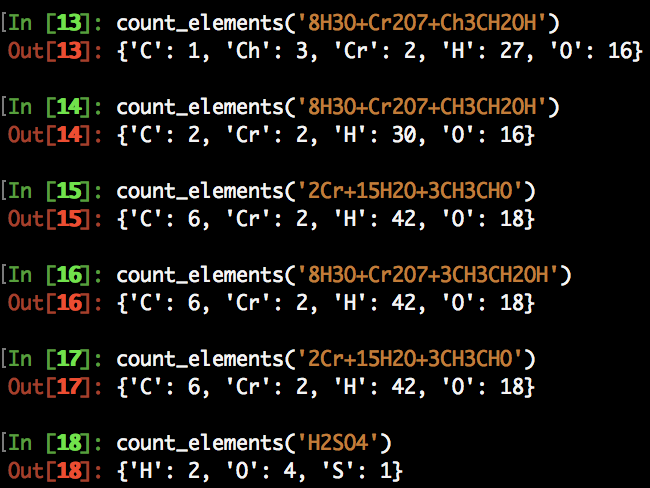 In [13]: count_elements('8H3O+Cr2O7+Ch3CH2OH')
Out[13]: {'C': 1, 'Ch': 3, 'Cr': 2, 'H': 27, 'O': 16}
In [14]: count_elements('8H3O+Cr2O7+CH3CH2OH')
Out[14]: {'C': 2, 'Cr': 2, 'H': 30, 'O': 16}
In [15]: count_elements('2Cr+15H2O+3CH3CHO')
Out[15]: {'C': 6, 'Cr': 2, 'H': 42, 'O': 18}
In [16]: count_elements('8H3O+Cr2O7+3CH3CH2OH')
Out[16]: {'C': 6, 'Cr': 2, 'H': 42, 'O': 18}
In [17]: count_elements('2Cr+15H2O+3CH3CHO')
Out[17]: {'C': 6, 'Cr': 2, 'H': 42, 'O': 18}
In [18]: count_elements('H2SO4')
Out[18]: {'H': 2, 'O': 4, 'S': 1}